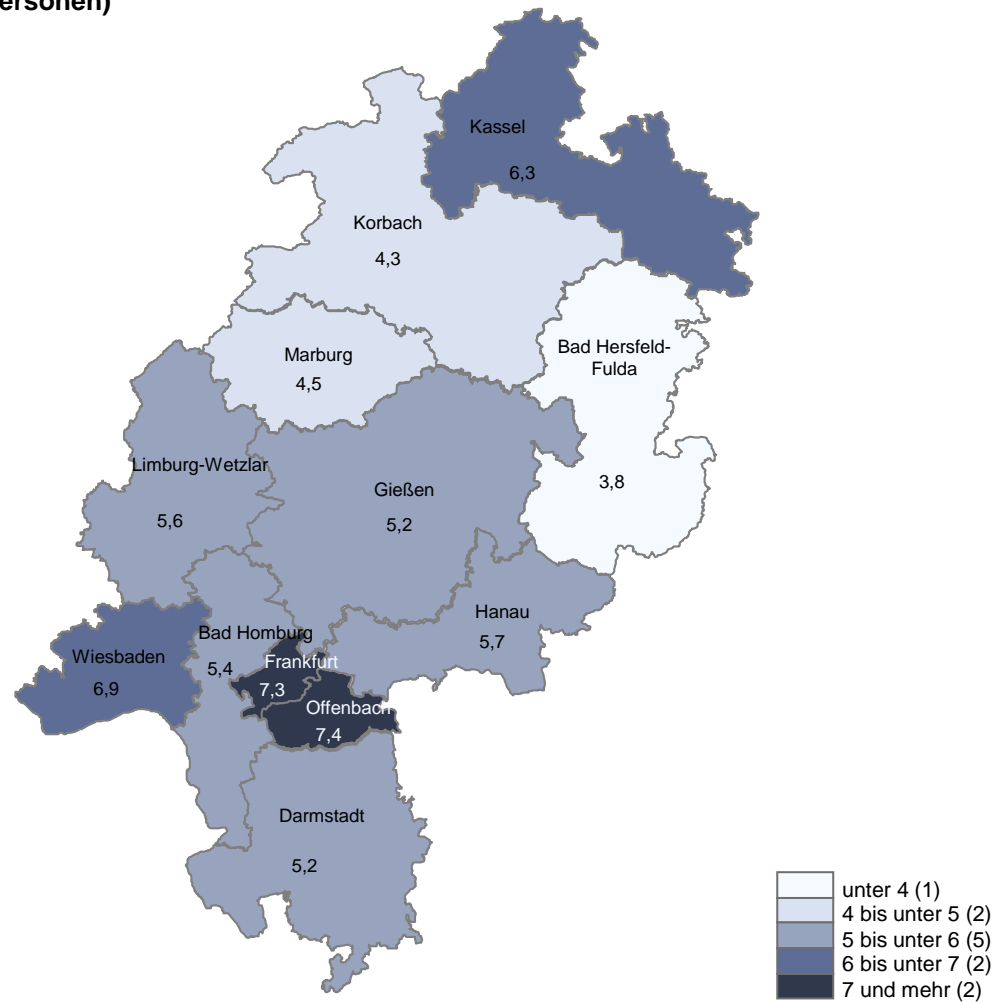 ersonen)
Kassel
6,3
Korbach
4,3
Bad Hersfeld-
Fulda
3,8
Marburg
4,5
Limburg-Wetzlar
5,6
Gießen
5,2
Hanau
5,7
Bad Homburg
5,4
Wiesbaden
6,9
Frankfurt
7,3
Offenbach
7,4
Darmstadt
5,2
unter 4 (1)
4 bis unter 5 (2)
5 bis unter 6 (5)
6 bis unter 7 (2)
7 und mehr (2)